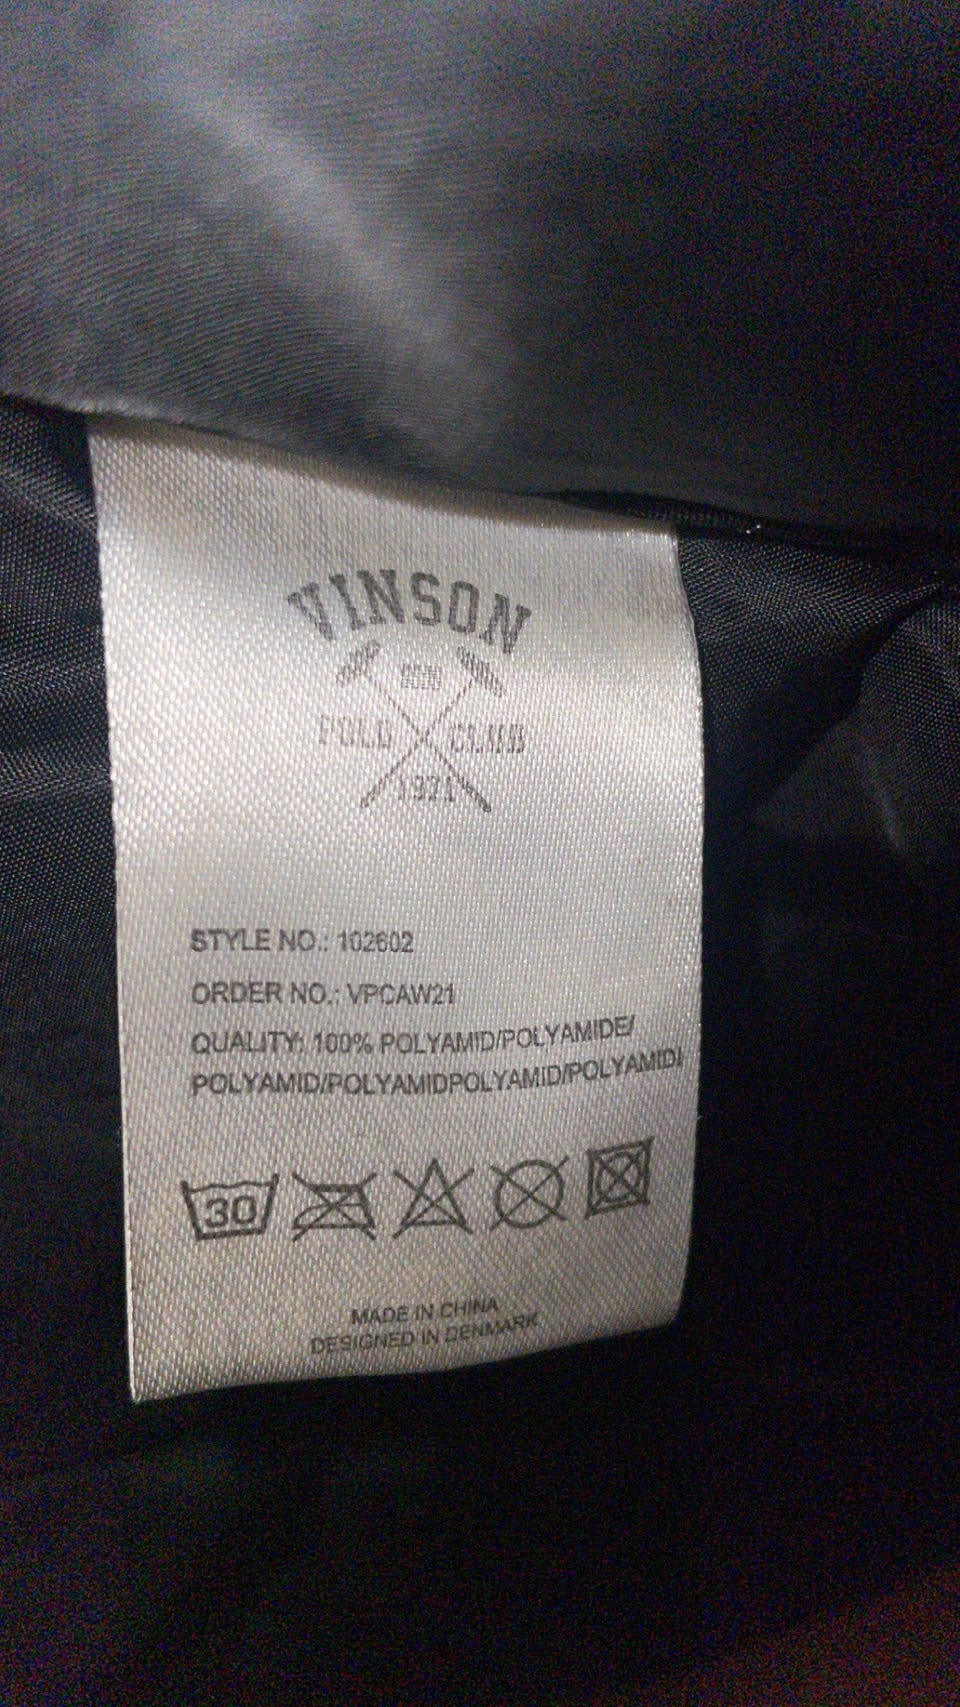 VINSON
POLO CLUB
1971
STYLE NO.: 102602
ORDER NO.: VPCAW21
QUALITY: 100% POLYAMID/POLYAMIDE/
POLYAMID/POLYAMIDPOLYAMID/POLYAMIDI
30
MADE IN CHINA
DESIGNED IN DENMARK